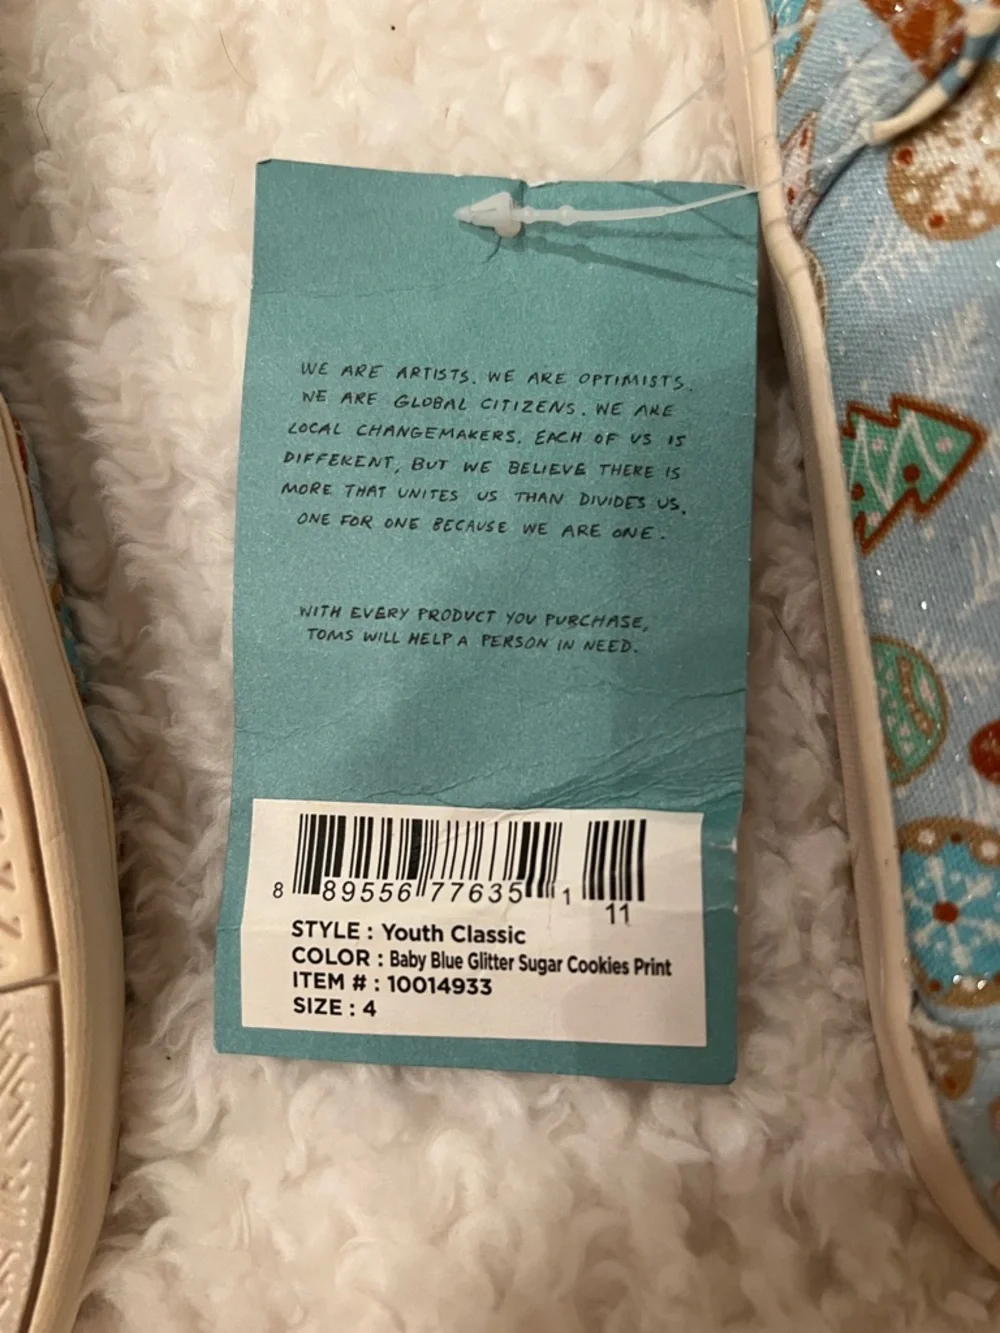 WE ARE ARTISTS. WE ARE OPTIMISTS.
WE ARE GLOBAL CITIZENS. WE ARE
LOCAL CHANGEMAKERS. EACH OF US IS
DIFFERENT, BUT WE BELIEVE THERE IS
MORE THAT UNITES US THAN DIVIDES US.
ONE FOR ONE BECAUSE WE ARE ONE.
WITH EVERY PRODUCT YOU PURCHASE,
TOMS WILL HELP A PERSON IN NEED.
8 89556 77635 1 11
STYLE : Youth Classic
COLOR : Baby Blue Glitter Sugar Cookies Print
ITEM # : 10014933
SIZE : 4